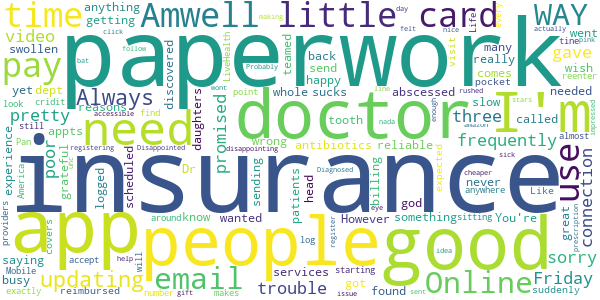 time
Amwell
little
card
WAY
paperwork
anything
getting
video
swollen
yet
dept
pay
Always
discovered
back
send
happy
teamed
visit
many
really
comes
pocket
gave
wish
reenter
went
tine
pink
Life
day
felt
nice
making
click
follow
bat
LiveHealth
Probably
point
line
actually
wont
accessible
find
look
cridit
pretty
reasons
still
appts
experience
poor
need
doctor
I'm
whole
sucks
abscessed
tooth
nada
antibiotics
wrong
daughters
promised
three
called
slow
needed
almost
frequently
reliable
connection
insurance
use
Pan
America
providers
busy
exactly
saying
Mobile
covers
grateful
logged
scheduled
sending
patients
head
god
billing
Dr
registering
Disappointed
disappointing
expected
never
anywhere
cheaper
stars
rushed
enough
amazon
sick
Diagnosed
eye
app
people
good
Online
However
something
sitting
You're
Like
great
issue
prescription
wanted
around
know
services
starting
found
got
log
register
idea
sent
updating
email
trouble
reimbursed
accept
help
will
number
gift
makes
Friday
suddenly
sorry